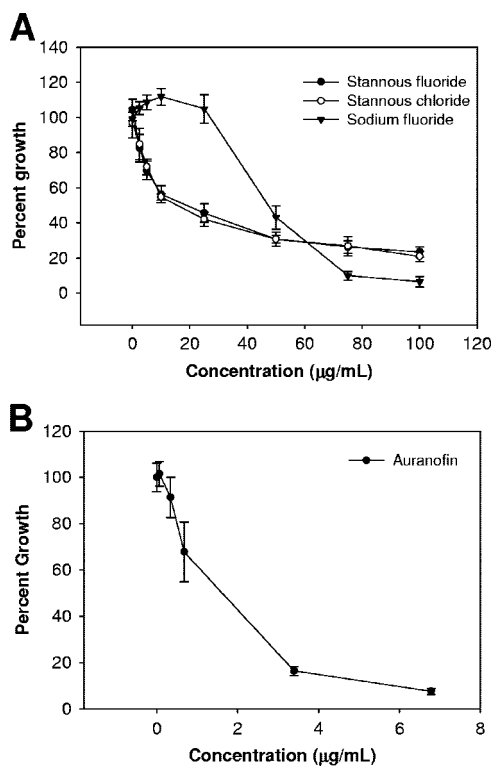 A
140
120
100
80
60
40
20
0
Percent growth
Stannous fluoride
Stannous chloride
Sodium fluoride
0 20 40 60 80 100 120
Concentration (µg/mL)
B
120
100
80
60
40
20
0
Percent Growth
Auranofin
0 2 4 6 8
Concentration (µg/mL)